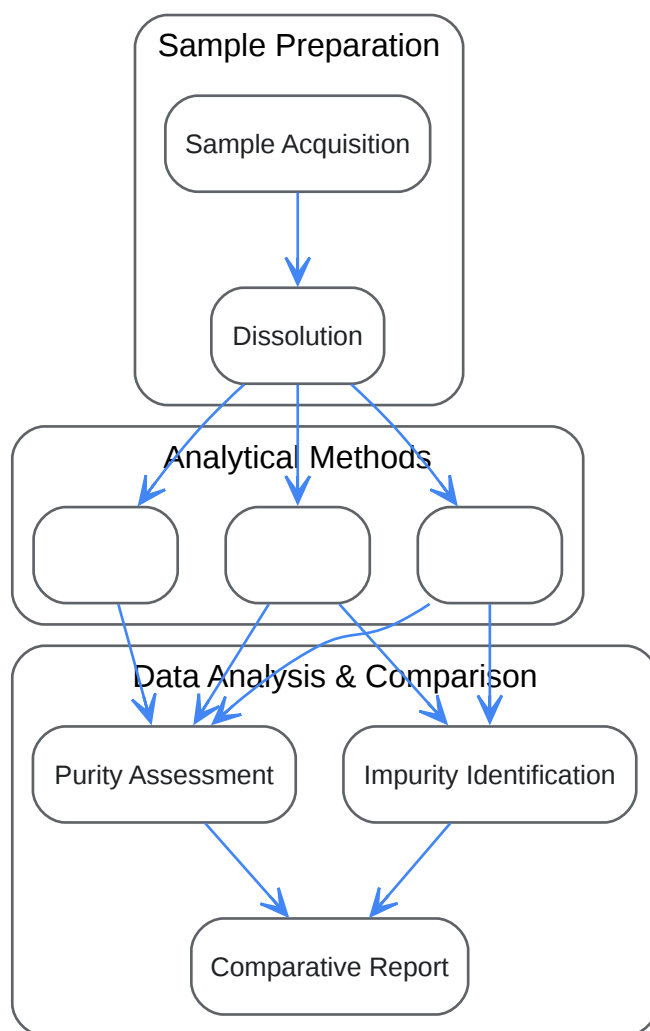 Sample Preparation
Sample Acquisition
Dissolution
Analytical Methods
Data Analysis & Comparison
Purity Assessment
Impurity Identification
Comparative Report